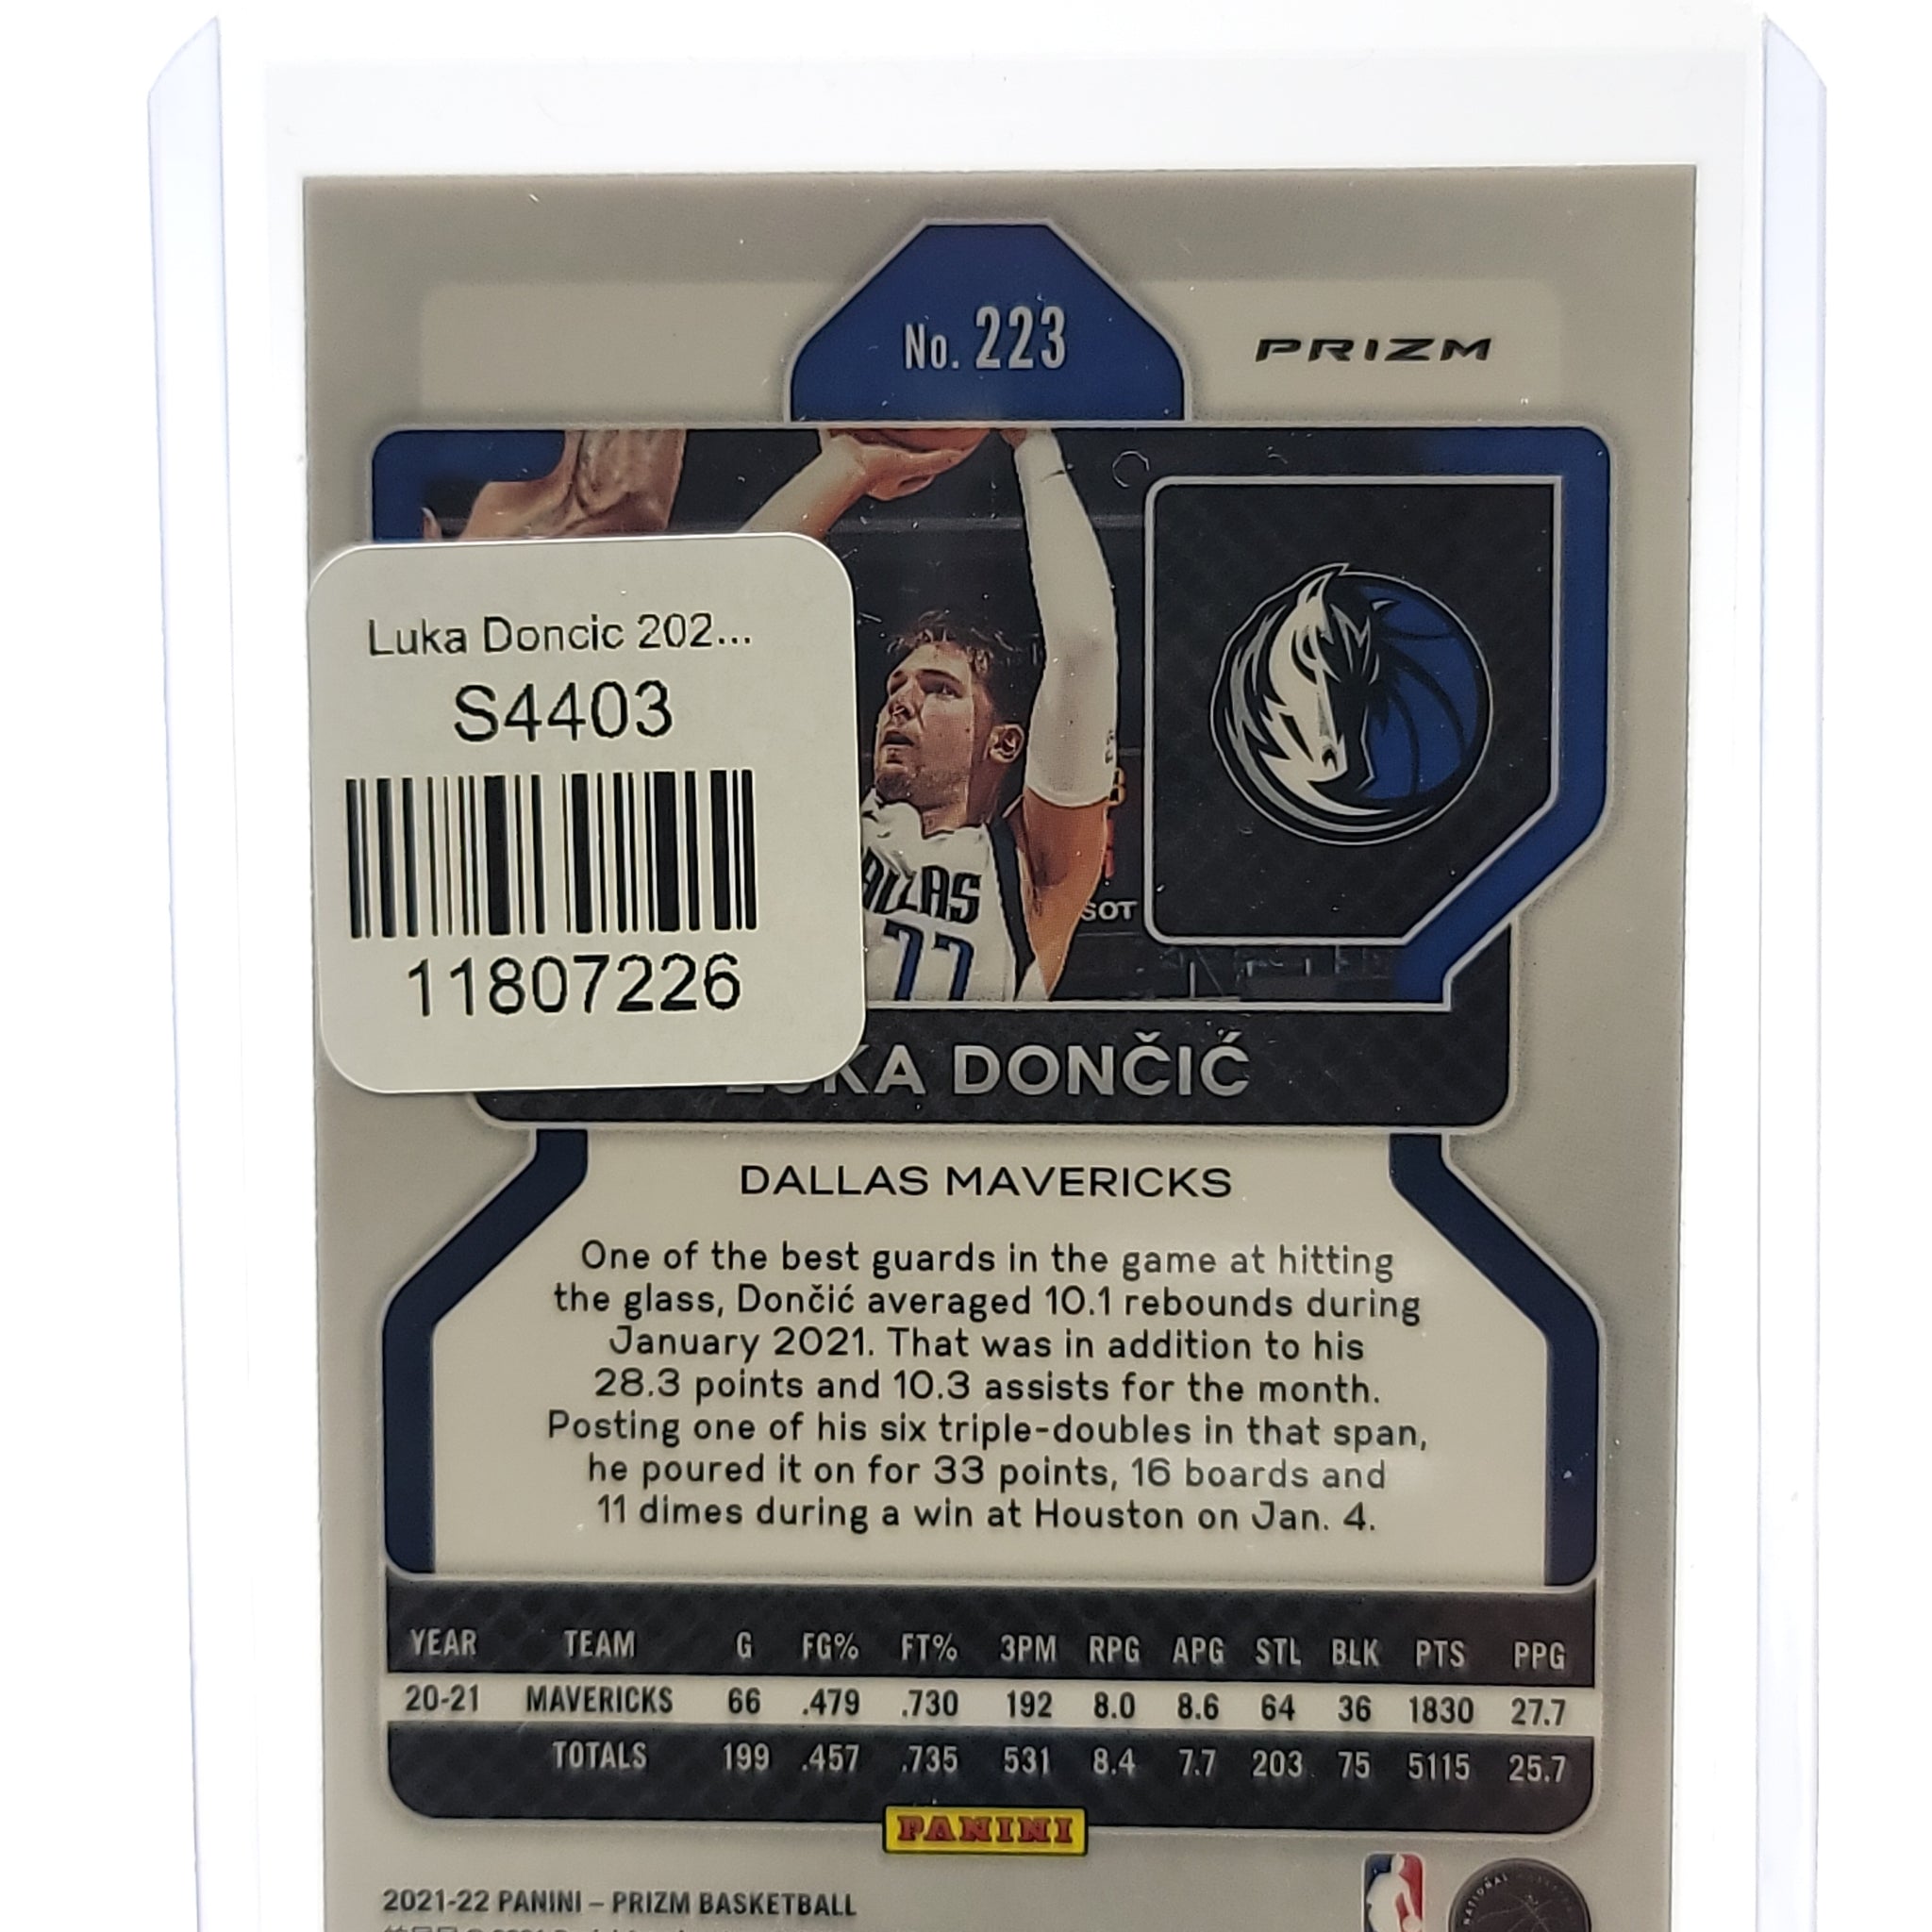 No. 223
PRIZM
Luka Doncic 202...
S4403
11807226
SOT
77
DONČIĆ
DALLAS MAVERICKS
One of the best guards in the game at hitting
the glass, Dončić averaged 10.1 rebounds during
January 2021. That was in addition to his
28.3 points and 10.3 assists for the month.
Posting one of his six triple-doubles in that span,
he poured it on for 33 points, 16 boards and
11 dimes during a win at Houston on Jan. 4.
YEAR TEAM G FG% FT% 3PM RPG APG STL BLK PTS PPG
20-21 MAVERICKS 66 .479 .730 192 8.0 8.6 64 36 1830 27.7
TOTALS 199 .457 .735 531 8.4 7.7 203 75 5115 25.7
PANINI
2021-22 PANINI – PRIZM BASKETBALL
NATIONAL